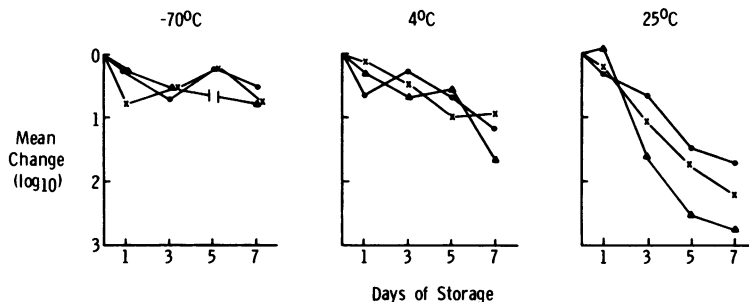 -70°C 4°C 25°C
0
1
2
3
Mean
Change
(log10)
1 3 5 7
1 3 5 7
1 3 5 7
Days of Storage